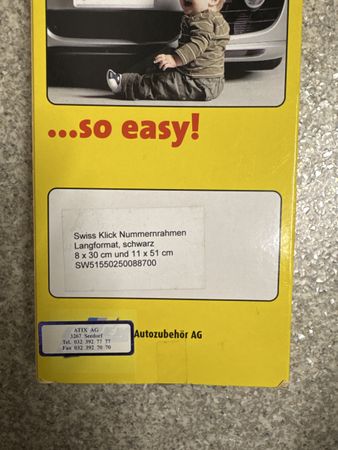 ...so easy!
Swiss Klick Nummernrahmen
Langformat, schwarz
8 x 30 cm und 11 x 51 cm
SW51550250088700
ATIX AG
3267 Seedorf
Tel. 032 392 77 77
Fax 032 392 70 70
Autozubehör AG